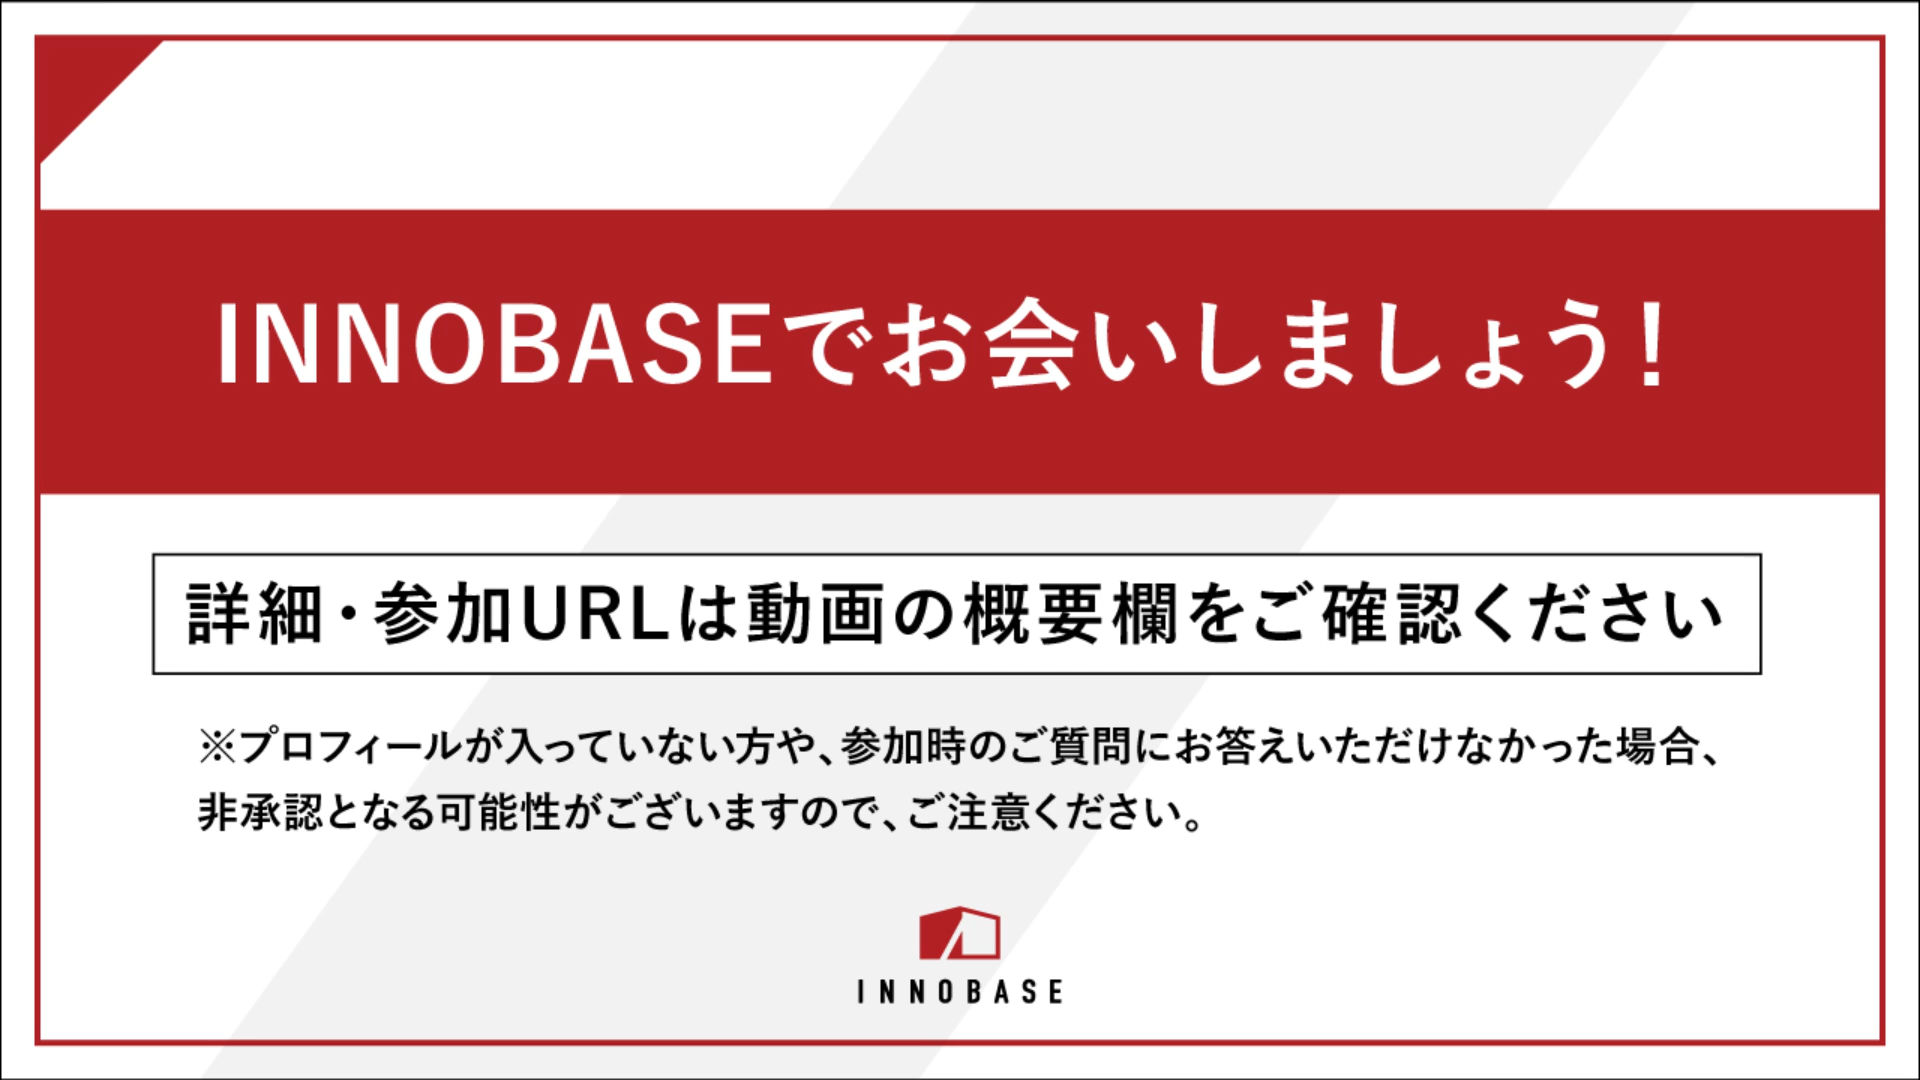 INNOBASEでお会いしましょう!
詳細・参加URLは動画の概要欄をご確認ください
※プロフィールが入っていない方や、参加時のご質問にお答えいただけなかった場合、
非承認となる可能性がございますので、ご注意ください。
INNOBASE